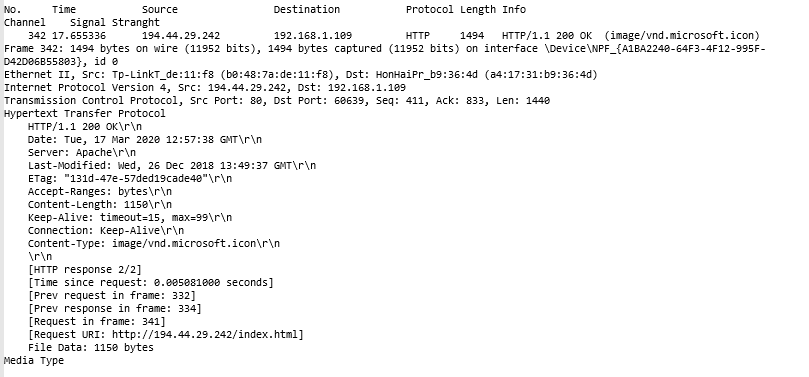 No. Time Source Destination Protocol Length Info
Channel Signal Stranght
342 17.655336 194.44.29.242 192.168.1.109 HTTP 1494 HTTP/1.1 200 OK (image/vnd.microsoft.icon)
Frame 342: 1494 bytes on wire (11952 bits), 1494 bytes captured (11952 bits) on interface \Device\NPF_{A1BA2240-64F3-4F12-995F-
D42D06B55803}, id 0
Ethernet II, Src: Tp-LinkT_de:11:f8 (b0:48:7a:de:11:f8), Dst: HonHaiPr_b9:36:4d (a4:17:31:b9:36:4d)
Internet Protocol Version 4, Src: 194.44.29.242, Dst: 192.168.1.109
Transmission Control Protocol, Src Port: 80, Dst Port: 60639, Seq: 411, Ack: 833, Len: 1440
Hypertext Transfer Protocol
HTTP/1.1 200 OK\r\n
Date: Tue, 17 Mar 2020 12:57:38 GMT\r\n
Server: Apache\r\n
Last-Modified: Wed, 26 Dec 2018 13:49:37 GMT\r\n
ETag: "131d-47e-57ded19cade40"\r\n
Accept-Ranges: bytes\r\n
Content-Length: 1150\r\n
Keep-Alive: timeout=15, max=99\r\n
Connection: Keep-Alive\r\n
Content-Type: image/vnd.microsoft.icon\r\n
\r\n
[HTTP response 2/2]
[Time since request: 0.005081000 seconds]
[Prev request in frame: 332]
[Prev response in frame: 334]
[Request in frame: 341]
[Request URI: http://194.44.29.242/index.html]
File Data: 1150 bytes
Media Type